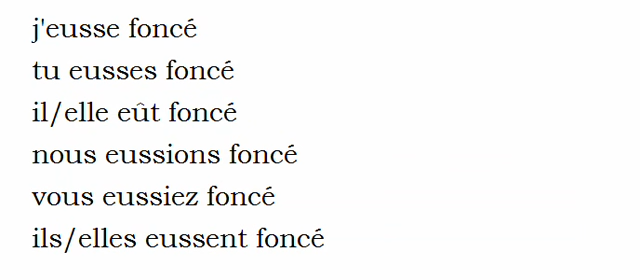 j'eusse foncé
tu eusses foncé
il/elle eût foncé
nous eussions foncé
vous eussiez foncé
ils/elles eussent foncé